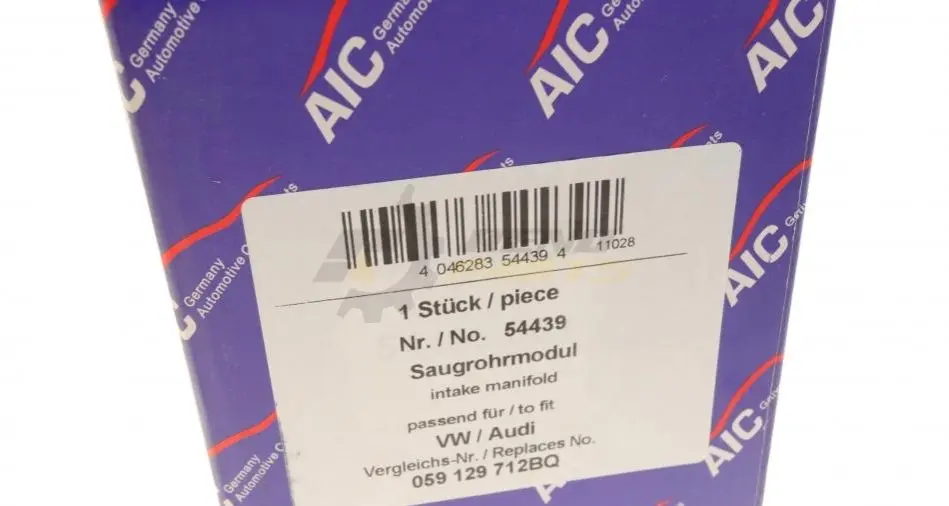 Germany
Automotive C
AIC
Germany
Automotive
AIC
AIC
AIC
4 046283 54439 4
11028
1 Stück / piece
Nr. / No. 54439
Saugrohrmodul
intake manifold
passend für / to fit
VW / Audi
Vergleichs-Nr. / Replaces No.
059 129 712BQ
Germany
Automotive C
AIC
AIC
AIC